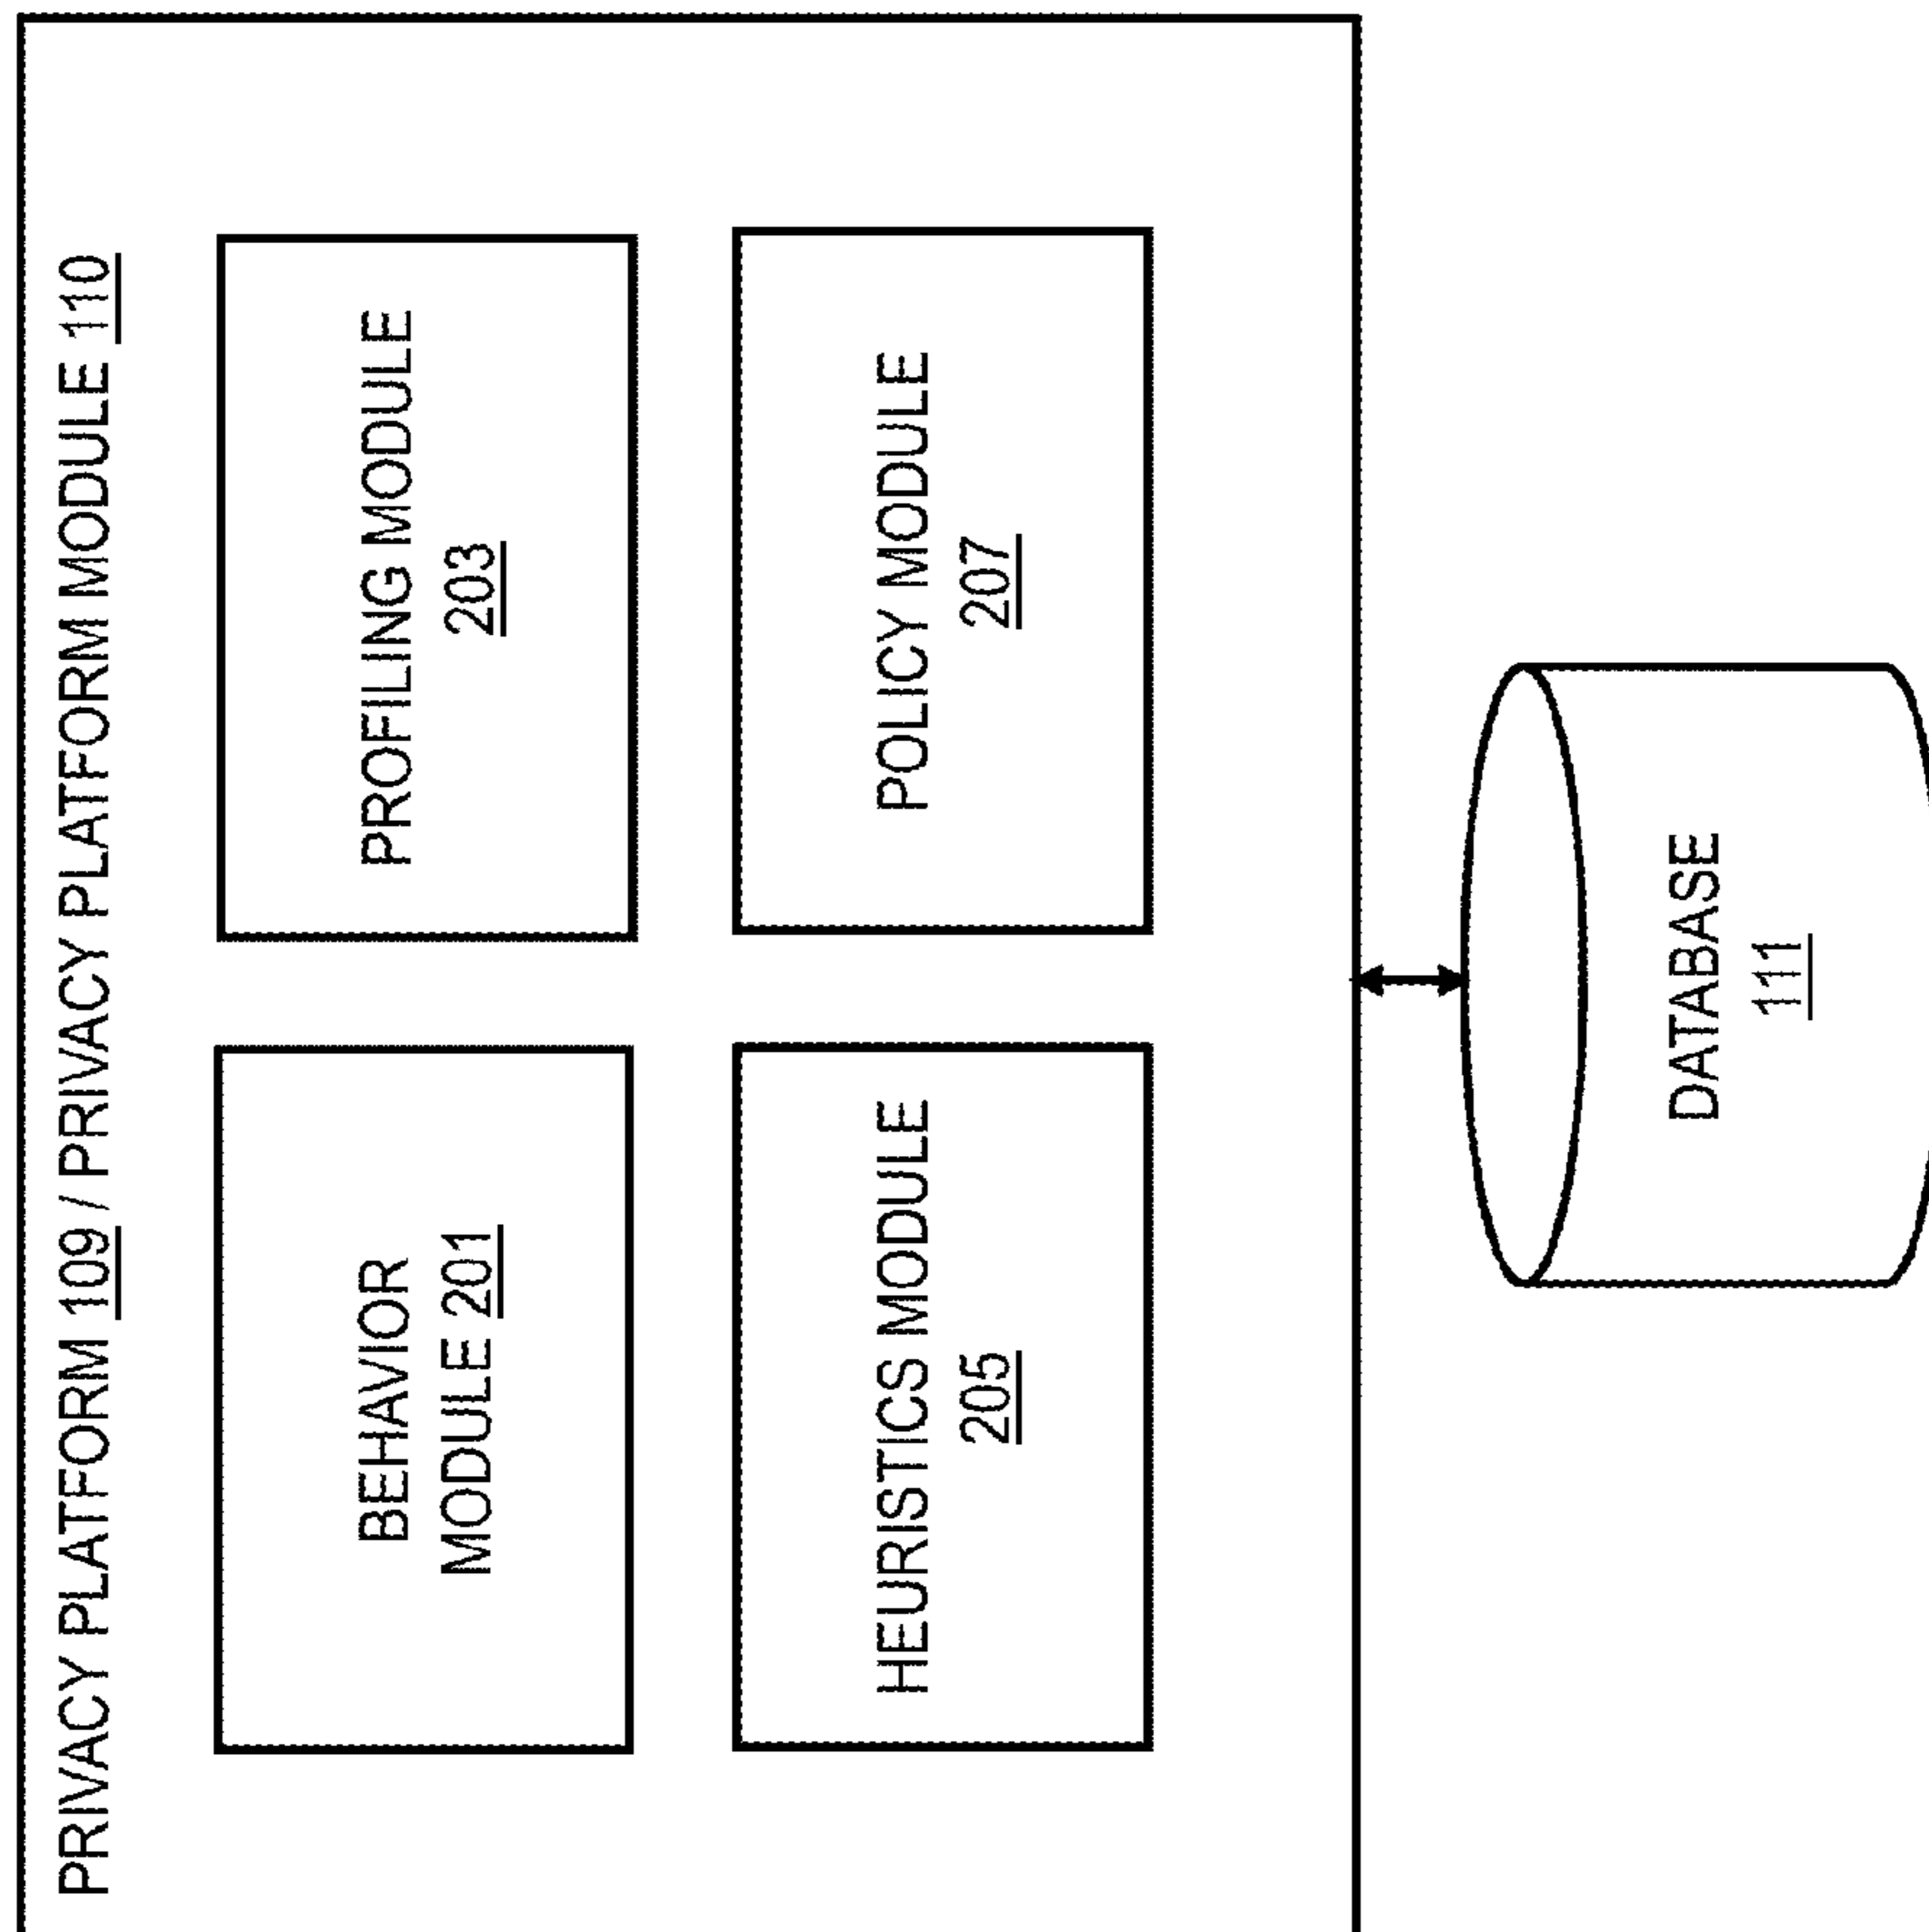 PRIVACY PLATFORM 109 / PRIVACY PLATFORM MODULE 110
BEHAVIOR
MODULE 201
PROFILING MODULE
203
HEURISTICS MODULE
205
POLICY MODULE
207
DATABASE
111